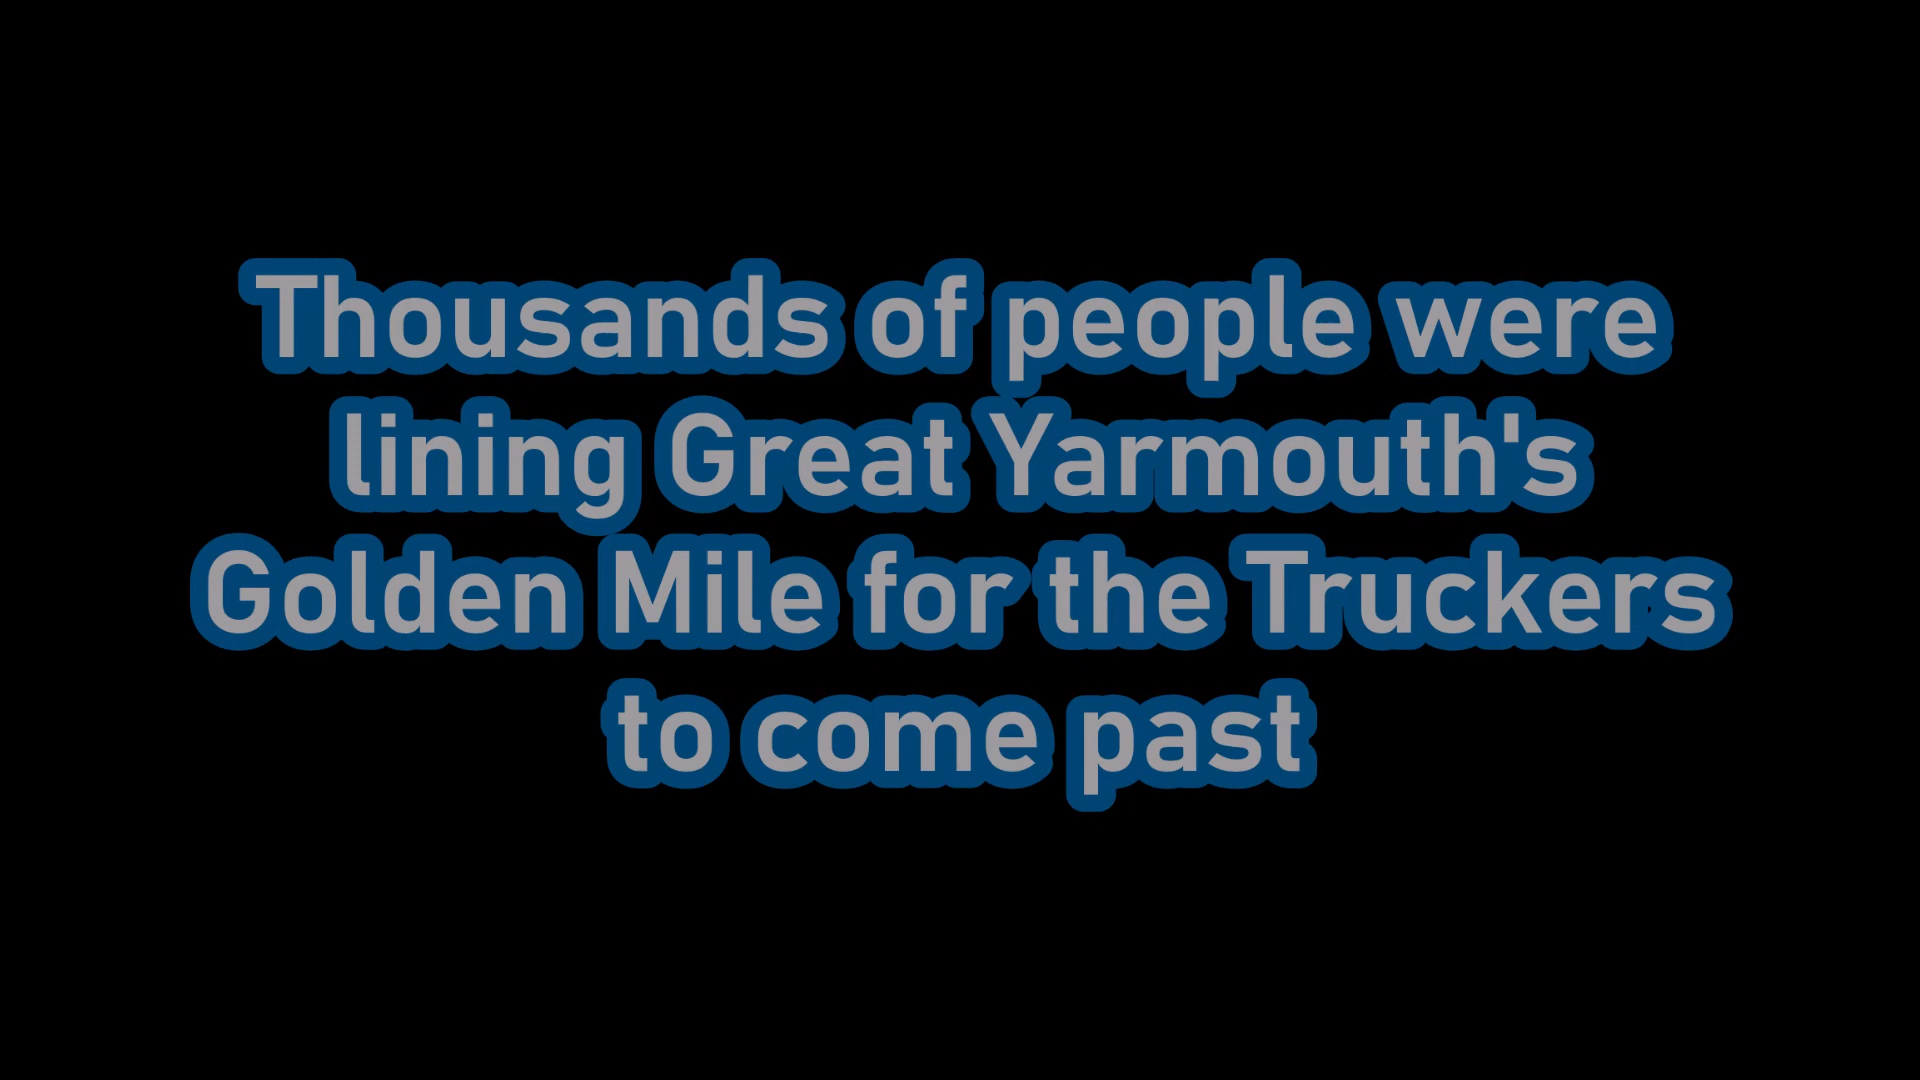 Thousands of people were
lining Great Yarmouth's
Golden Mile for the Truckers
to come past